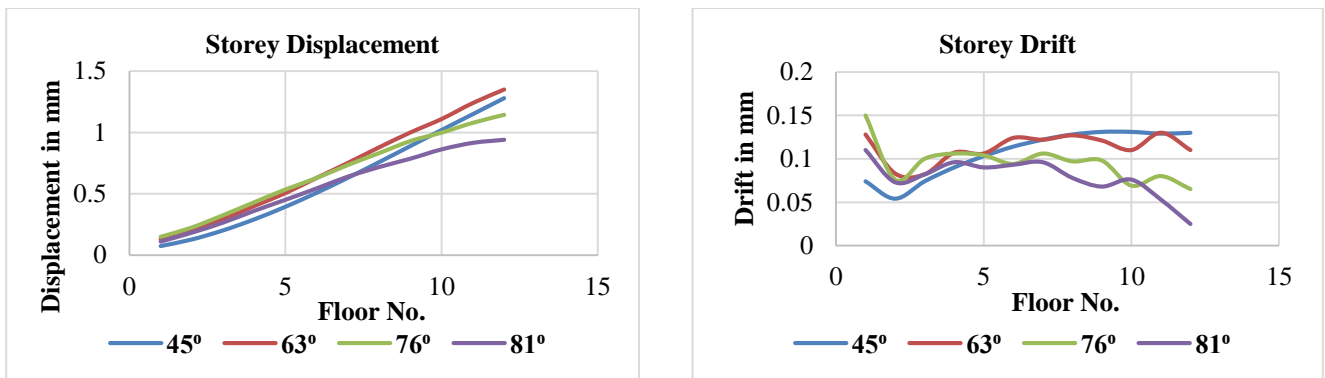 Storey Displacement
Displacement in mm
1.5
1
0.5
0
0 5 10 15
Floor No.
45º 63º 76º 81º
Storey Drift
Drift in mm
0.2
0.15
0.1
0.05
0
0 5 10 15
Floor No.
45º 63º 76º 81º